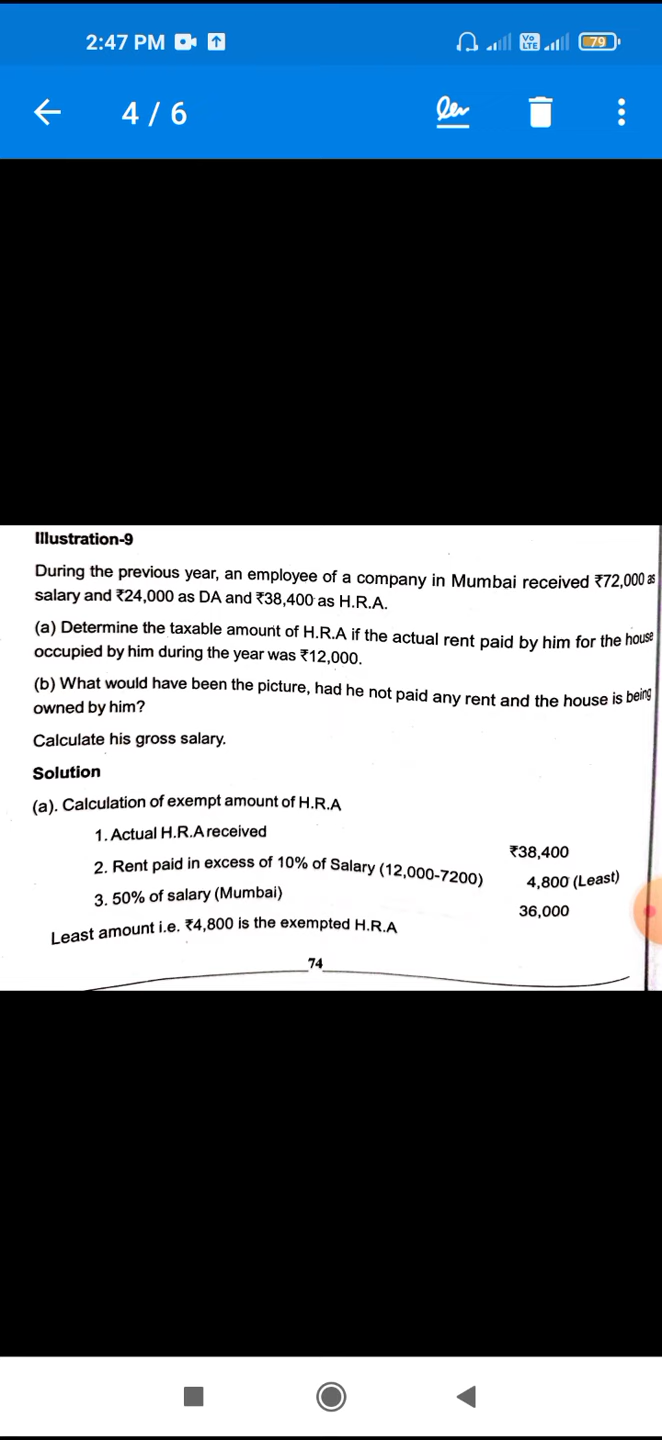 2:47 PM
Vo LTE
79
4 / 6
Illustration-9
During the previous year, an employee of a company in Mumbai received ₹72,000 as
salary and ₹24,000 as DA and ₹38,400 as H.R.A.
(a) Determine the taxable amount of H.R.A if the actual rent paid by him for the house
occupied by him during the year was ₹12,000.
(b) What would have been the picture, had he not paid any rent and the house is being
owned by him?
Calculate his gross salary.
Solution
(a). Calculation of exempt amount of H.R.A
1. Actual H.R.A received ₹38,400
2. Rent paid in excess of 10% of Salary (12,000-7200) 4,800 (Least)
3. 50% of salary (Mumbai) 36,000
Least amount i.e. ₹4,800 is the exempted H.R.A
74